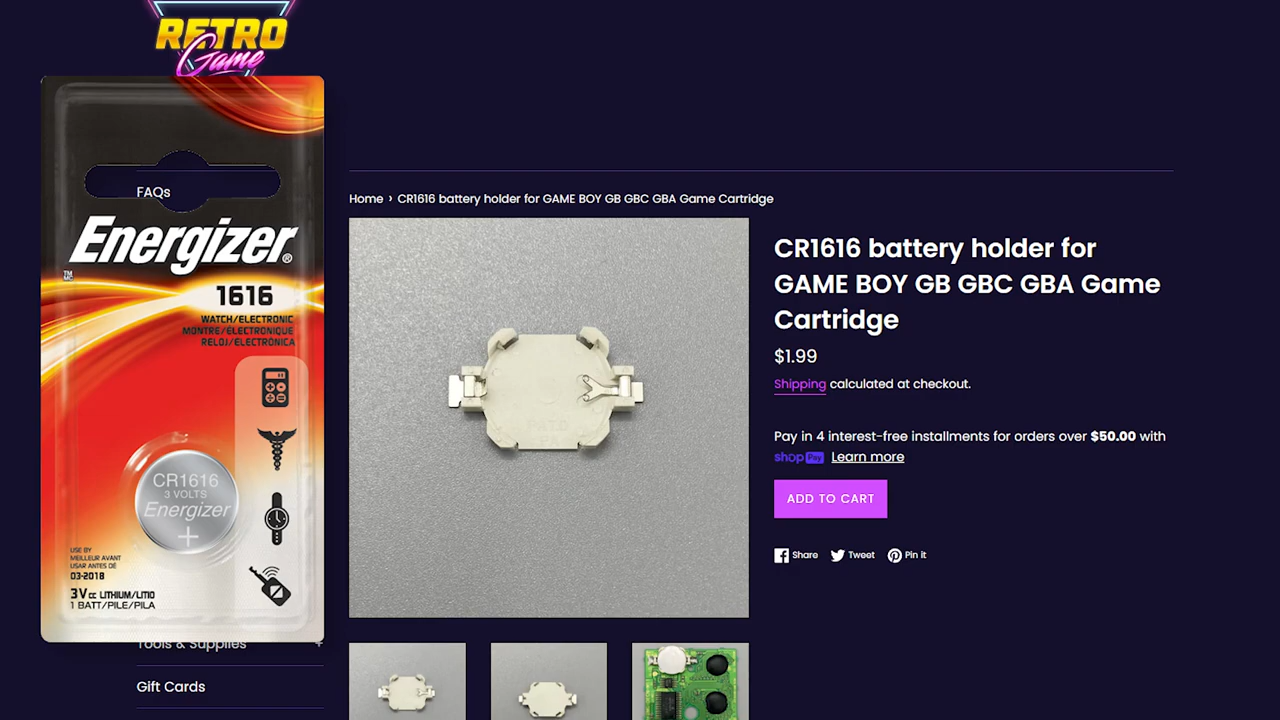 RETRO
Game
FAQs
Energizer®
TM
MC
1616
WATCH/ELECTRONIC
MONTRE/ÉLECTRONIQUE
RELOJ/ELECTRÓNICA
CR1616
3 VOLTS
Energizer
+
USE BY
MEILLEUR AVANT
USAR ANTES DE
03-2018
3Vcc LITHIUM/LITIO
1 BATT/PILE/PILA
Tools & Supplies +
Gift Cards
Home › CR1616 battery holder for GAME BOY GB GBC GBA Game Cartridge
CR1616 battery holder for
GAME BOY GB GBC GBA Game
Cartridge
$1.99
Shipping calculated at checkout.
Pay in 4 interest-free installments for orders over $50.00 with
shop Pay Learn more
ADD TO CART
Share Tweet Pin it